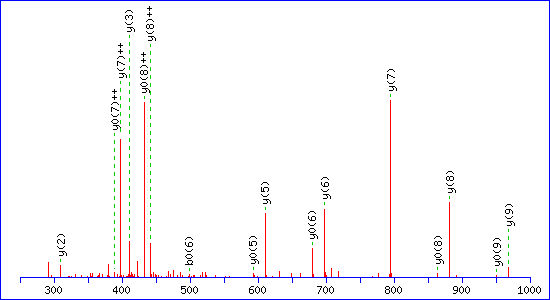 y(2)
y0(7)++
y(7)++
y(3)
y0(8)++
y(8)++
b0(6)
y0(5)
y(5)
y0(6)
y(6)
y(7)
y0(8)
y(8)
y0(9)
y(9)
300 400 500 600 700 800 900 1000